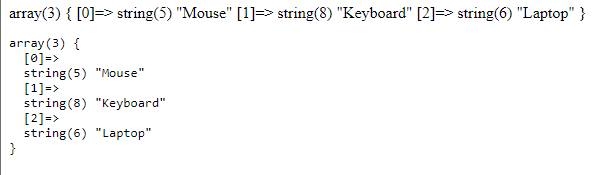 array(3) { [0]=> string(5) "Mouse" [1]=> string(8) "Keyboard" [2]=> string(6) "Laptop" }
array(3) {
  [0]=>
  string(5) "Mouse"
  [1]=>
  string(8) "Keyboard"
  [2]=>
  string(6) "Laptop"
}